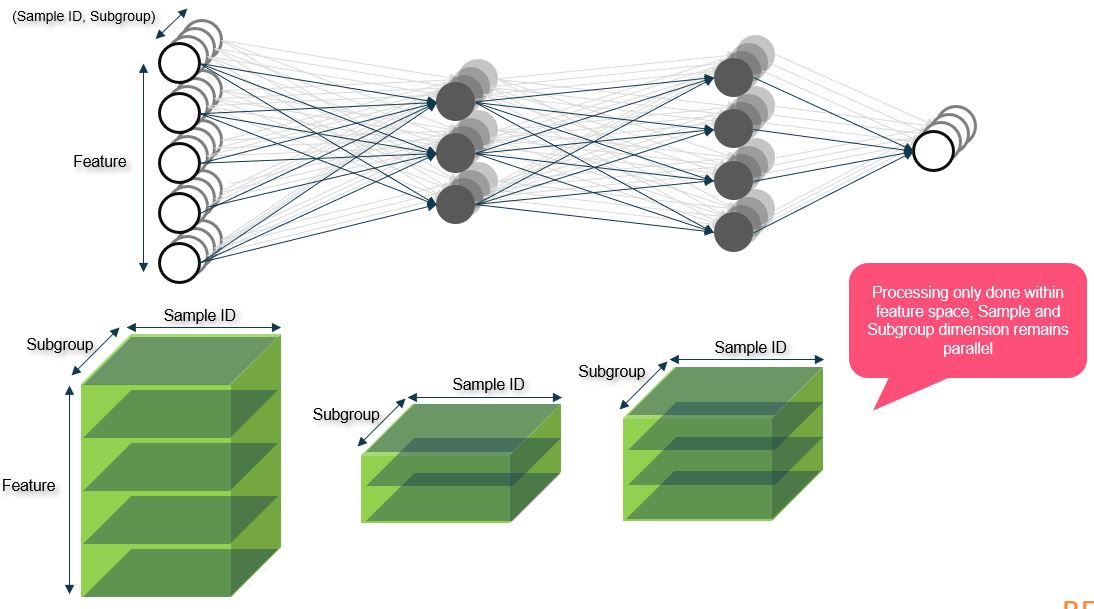 (Sample ID, Subgroup)
Feature
Sample ID
Subgroup
Feature
Sample ID
Subgroup
Sample ID
Subgroup
Processing only done within
feature space, Sample and
Subgroup dimension remains
parallel